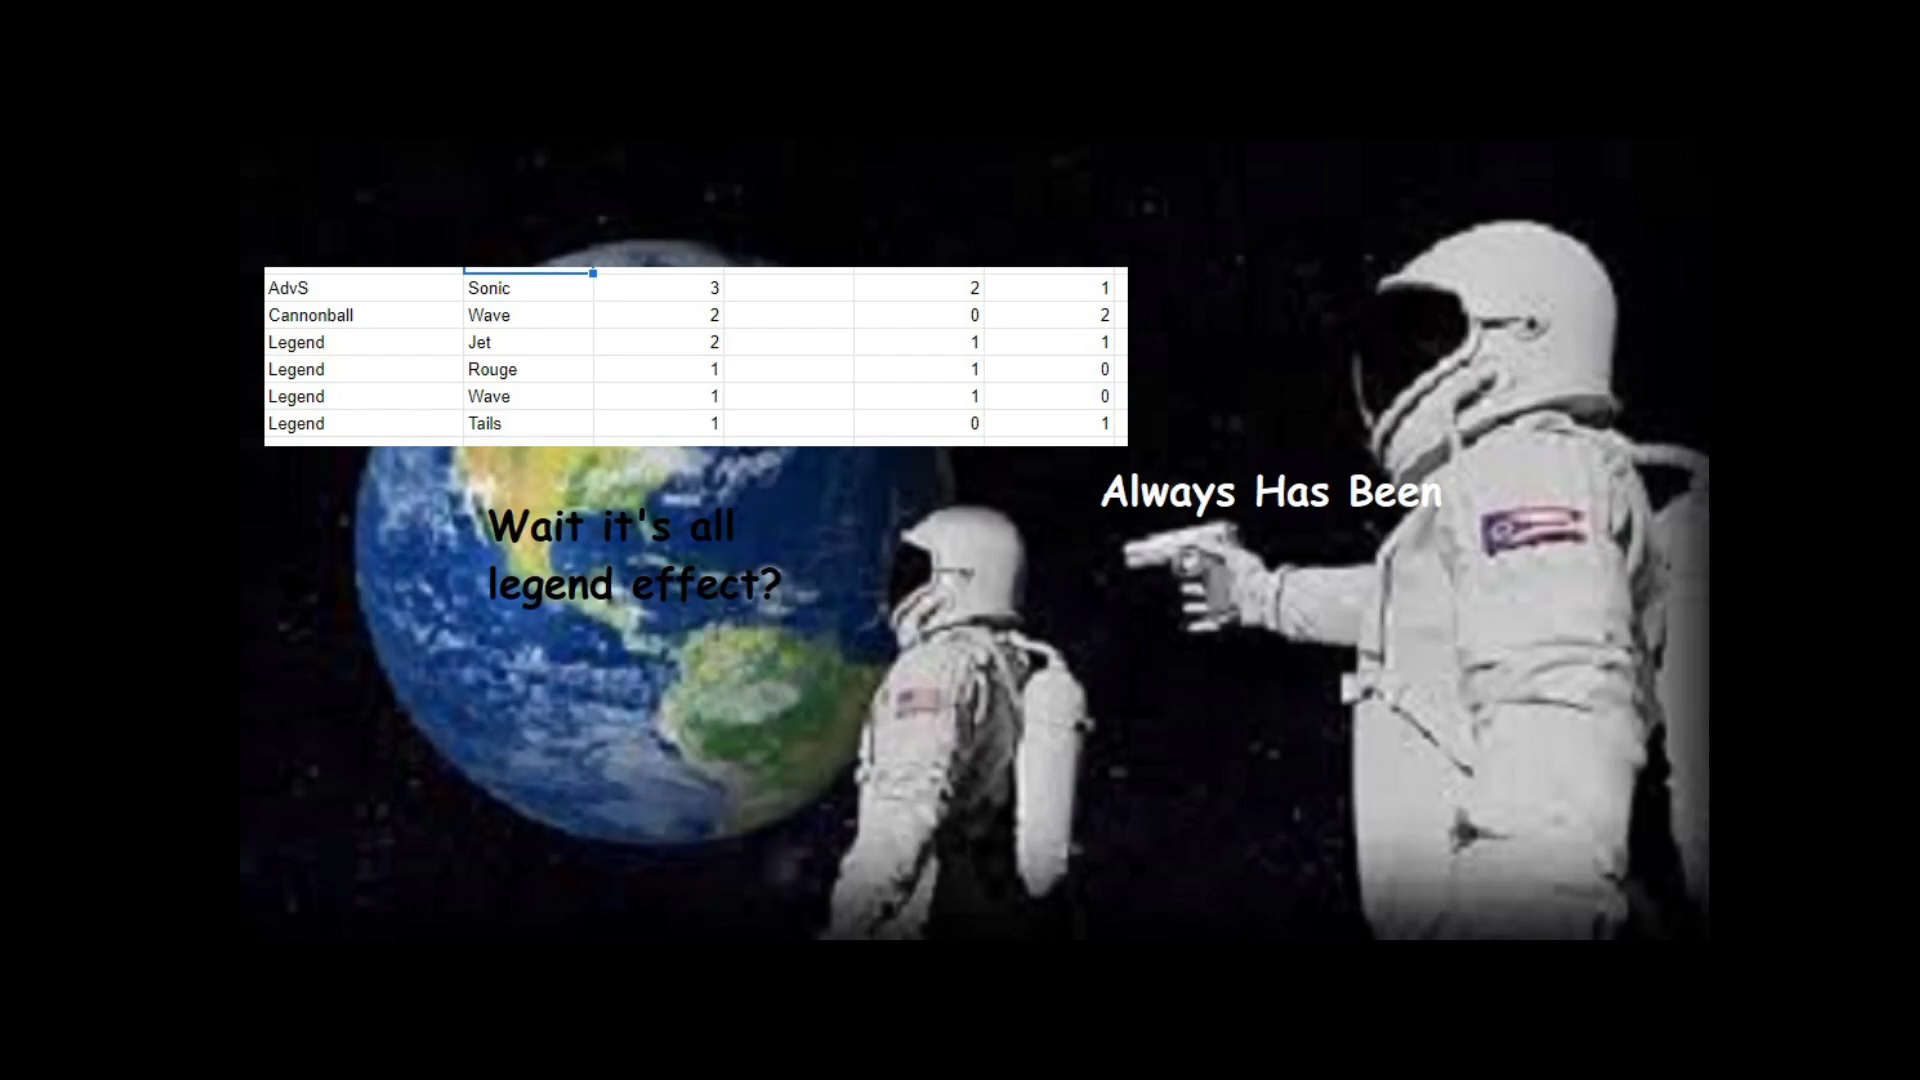 AdvS Sonic 3 2 1
Cannonball Wave 2 0 2
Legend Jet 2 1 1
Legend Rouge 1 1 0
Legend Wave 1 1 0
Legend Tails 1 0 1
Always Has Been
Wait it's all
legend effect?